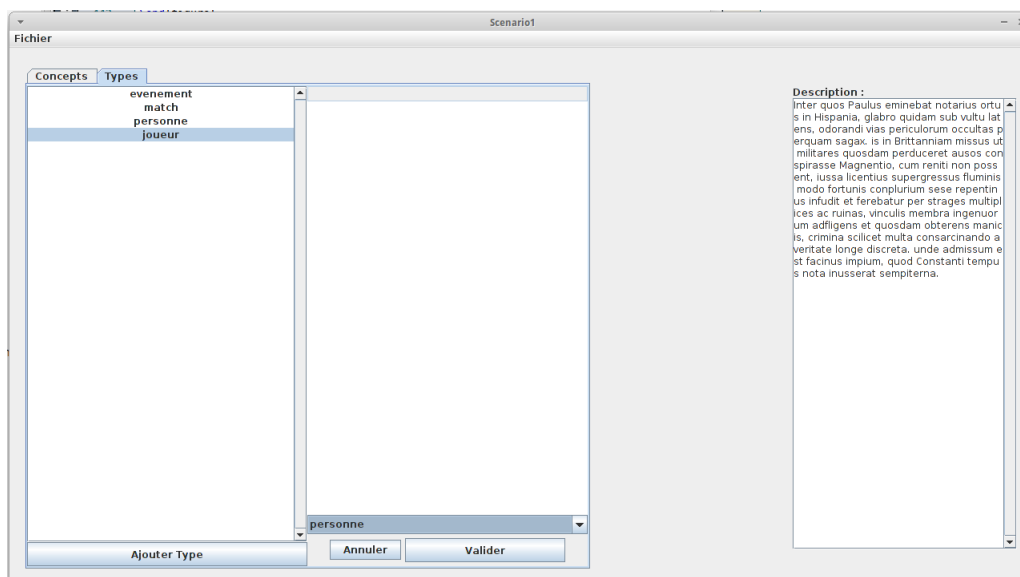 Scenario1
Fichier
Concepts
Types
evenement
match
personne
joueur
personne
Ajouter Type
Annuler
Valider
Description :
Inter quos Paulus eminebat notarius ortu
s in Hispania, glabro quidam sub vultu lat
ens, odorandi vias periculorum occultas p
erquam sagax. is in Brittanniam missus ut
militares quosdam perduceret ausos con
spirasse Magnentio, cum reniti non poss
ent, iussa licentius supergressus fluminis
modo fortunis conplurium sese repentin
us infudit et ferebatur per strages multipl
ices ac ruinas, vinculis membra ingenuor
um adfligens et quosdam obterens manic
is, crimina scilicet multa consarcinando a
veritate longe discreta. unde admissum e
st facinus impium, quod Constanti tempu
s nota inusserat sempiterna.